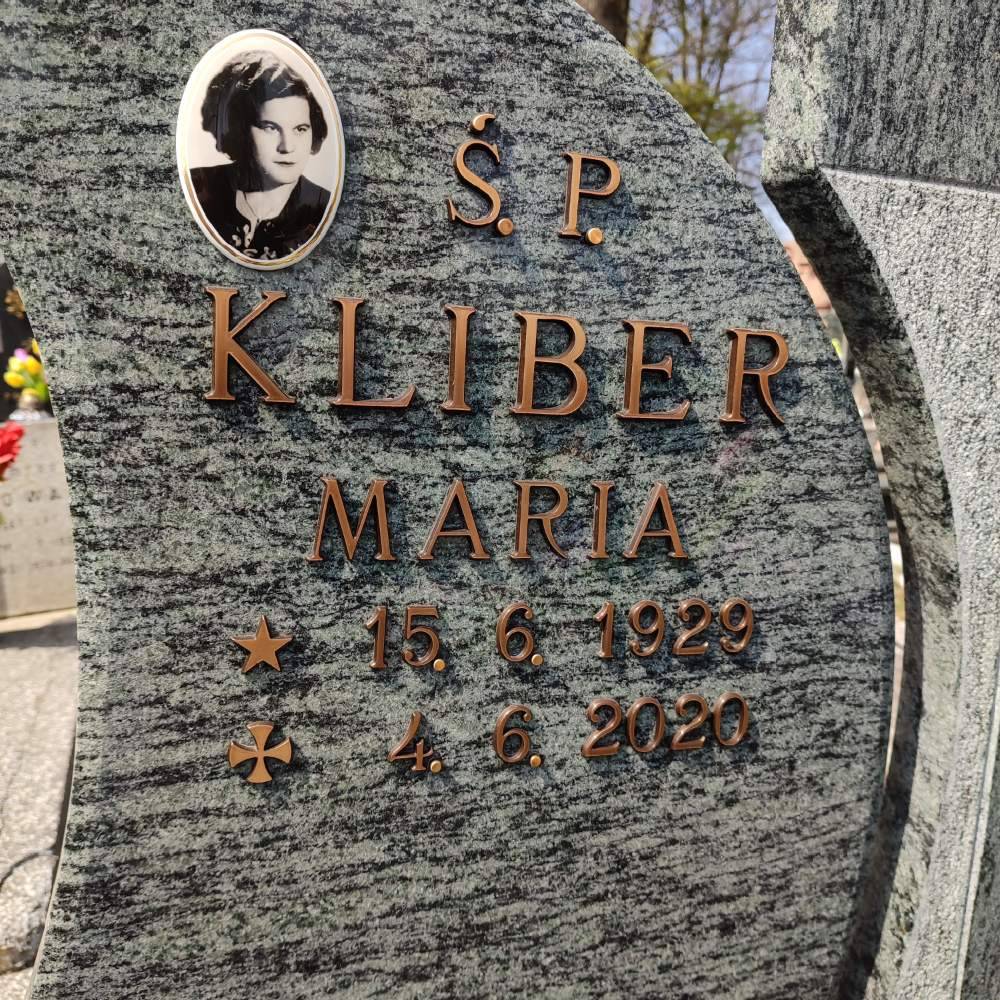 Ś. P.
KLIBER
MARIA
15. 6. 1929
4. 6. 2020